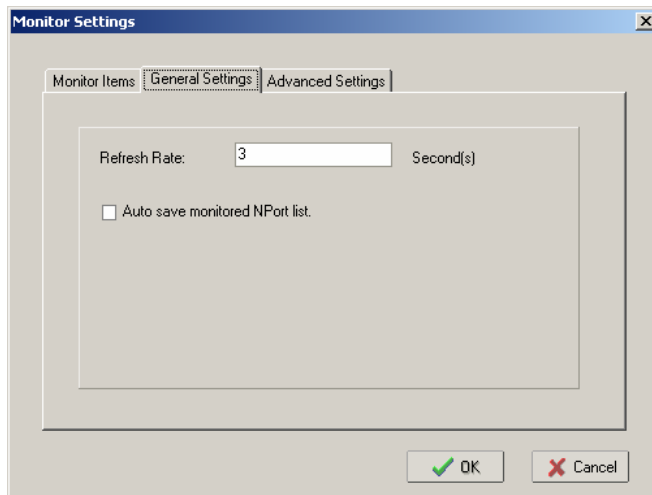 Monitor Settings
Monitor Items General Settings Advanced Settings
Refresh Rate: 3 Second(s)
Auto save monitored NPort list.
OK Cancel